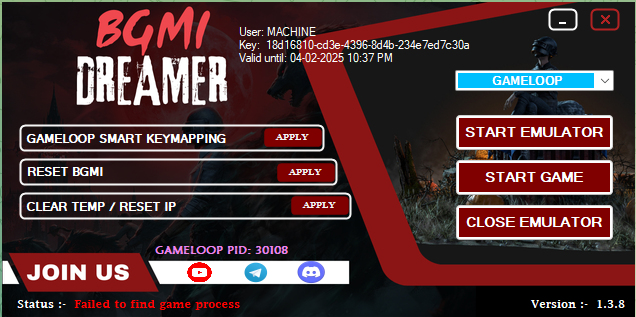 BGMI
DREAMER
User: MACHINE
Key: 18d16810-cd3e-4396-8d4b-234e7ed7c30a
Valid until: 04-02-2025 10:37 PM
GAMELOOP
GAMELOOP SMART KEYMAPPING APPLY
RESET BGMI APPLY
CLEAR TEMP / RESET IP APPLY
START EMULATOR
START GAME
CLOSE EMULATOR
GAMELOOP PID: 30108
JOIN US
Status :- Failed to find game process
Version :- 1.3.8